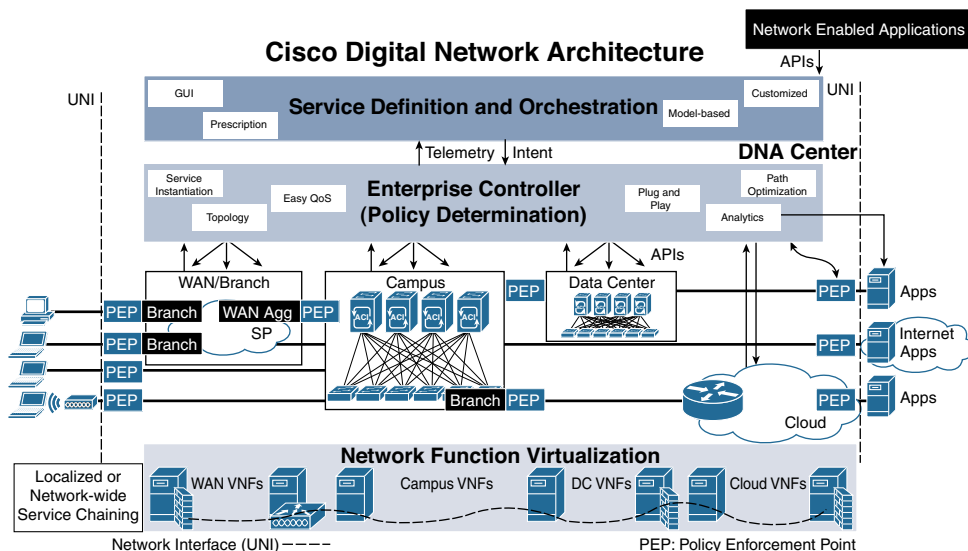 Network Enabled Applications
Cisco Digital Network Architecture
APIs
UNI
UNI
GUI
Customized
Service Definition and Orchestration
Prescription
Model-based
Telemetry
Intent
DNA Center
Service
Instantiation
Path
Optimization
Easy QoS
Enterprise Controller
(Policy Determination)
Plug and
Play
Topology
Analytics
APIs
WAN/Branch
Campus
Data Center
PEP
PEP
Apps
PEP
Branch
WAN Agg
PEP
ACI
ACI
ACI
ACI
SP
PEP
Branch
PEP
Internet
Apps
PEP
PEP
Branch
PEP
PEP
Apps
Cloud
Network Function Virtualization
Localized or
Network-wide
Service Chaining
WAN VNFs
Campus VNFs
DC VNFs
Cloud VNFs
Network Interface (UNI)
PEP: Policy Enforcement Point